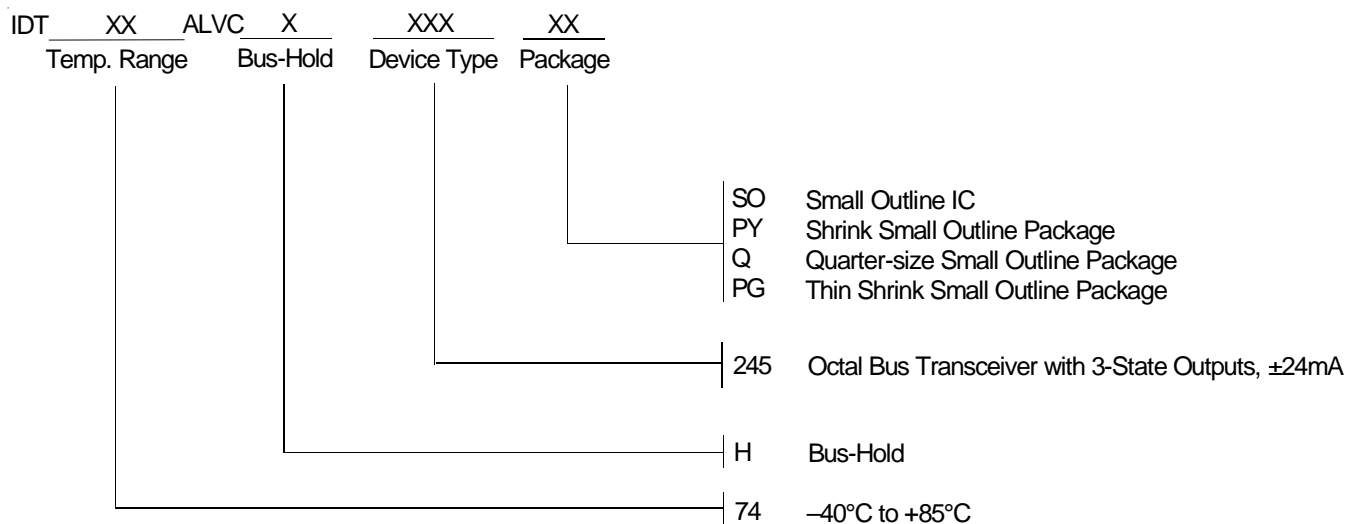 IDT XX ALVC X XXX XX
Temp. Range Bus-Hold Device Type Package
SO Small Outline IC
PY Shrink Small Outline Package
Q Quarter-size Small Outline Package
PG Thin Shrink Small Outline Package
245 Octal Bus Transceiver with 3-State Outputs, ±24mA
H Bus-Hold
74 –40°C to +85°C